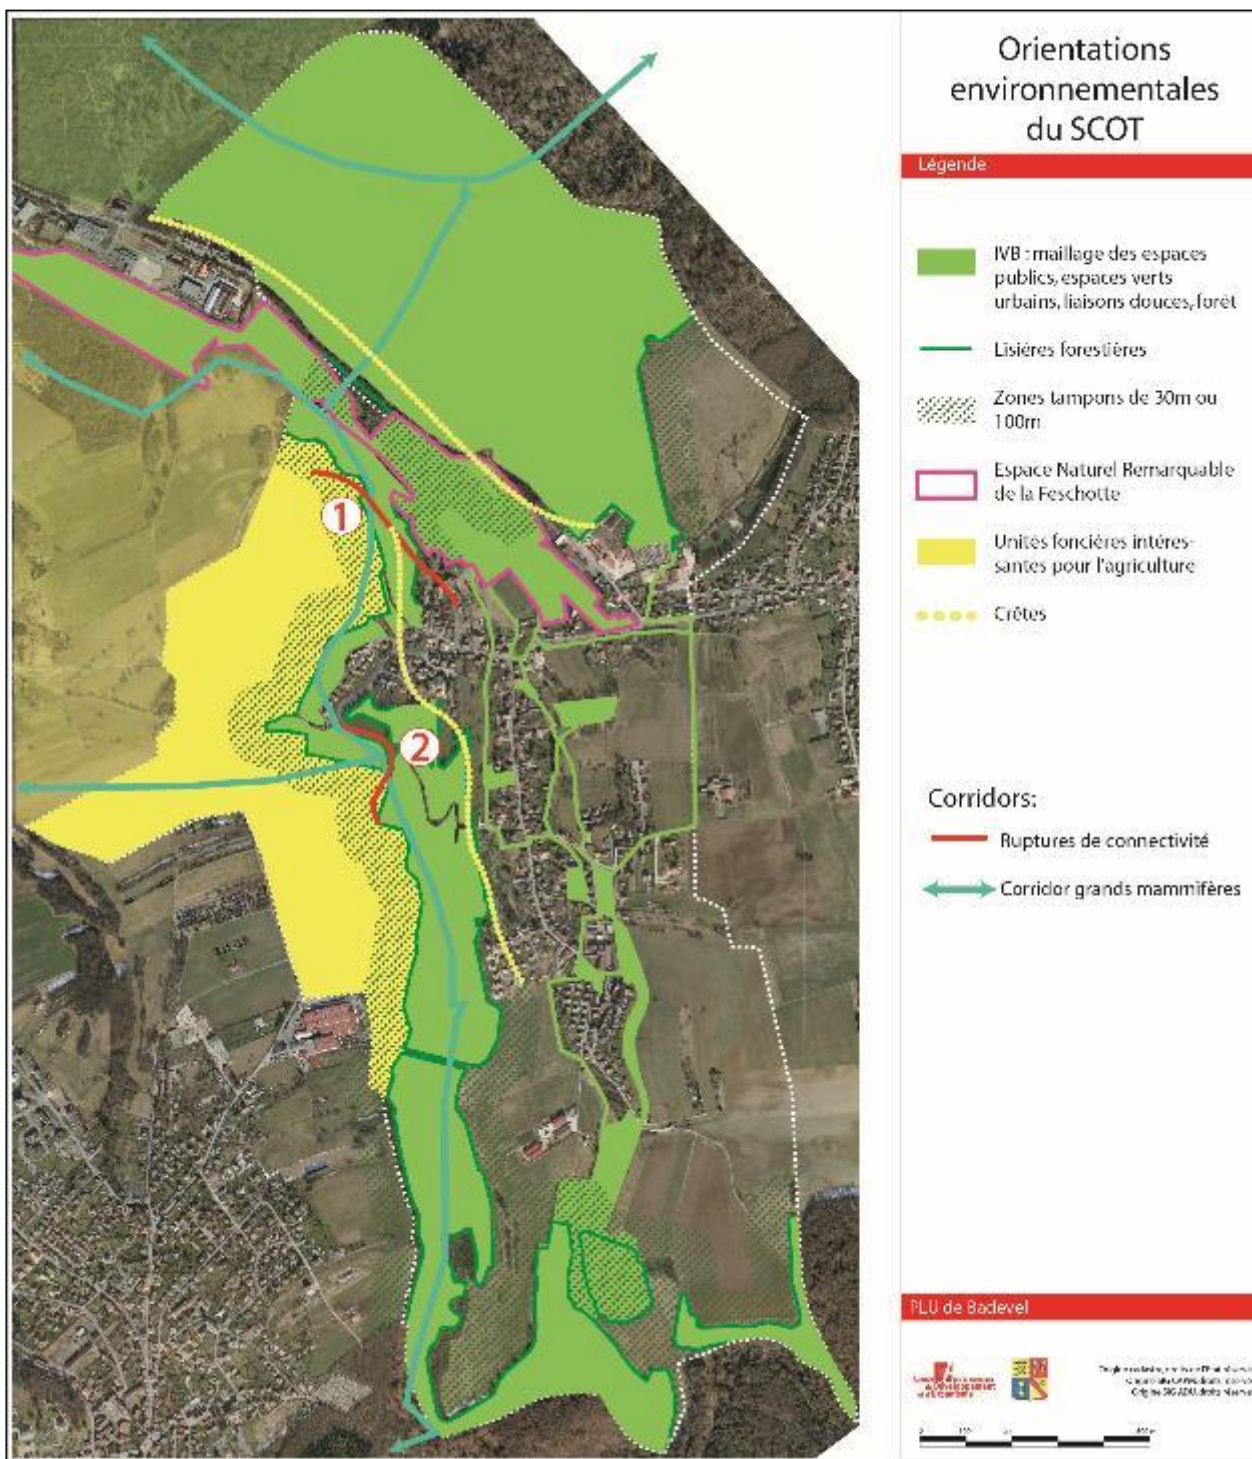 Orientations
environnementales
du SCOT
Légende
IVB : maillage des espaces
publics, espaces verts
urbains, liaisons douces, forêt
Lisières forestières
Zones tampons de 30m ou
100m
Espace Naturel Remarquable
de la Feschotte
Unités foncières intéres-
santes pour l'agriculture
Crêtes
1
2
Corridors:
Ruptures de connectivité
Corridor grands mammifères
PLU de Badevel